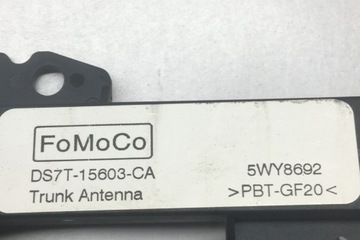 FoMoCo
DS7T-15603-CA 5WY8692
Trunk Antenna >PBT-GF20<